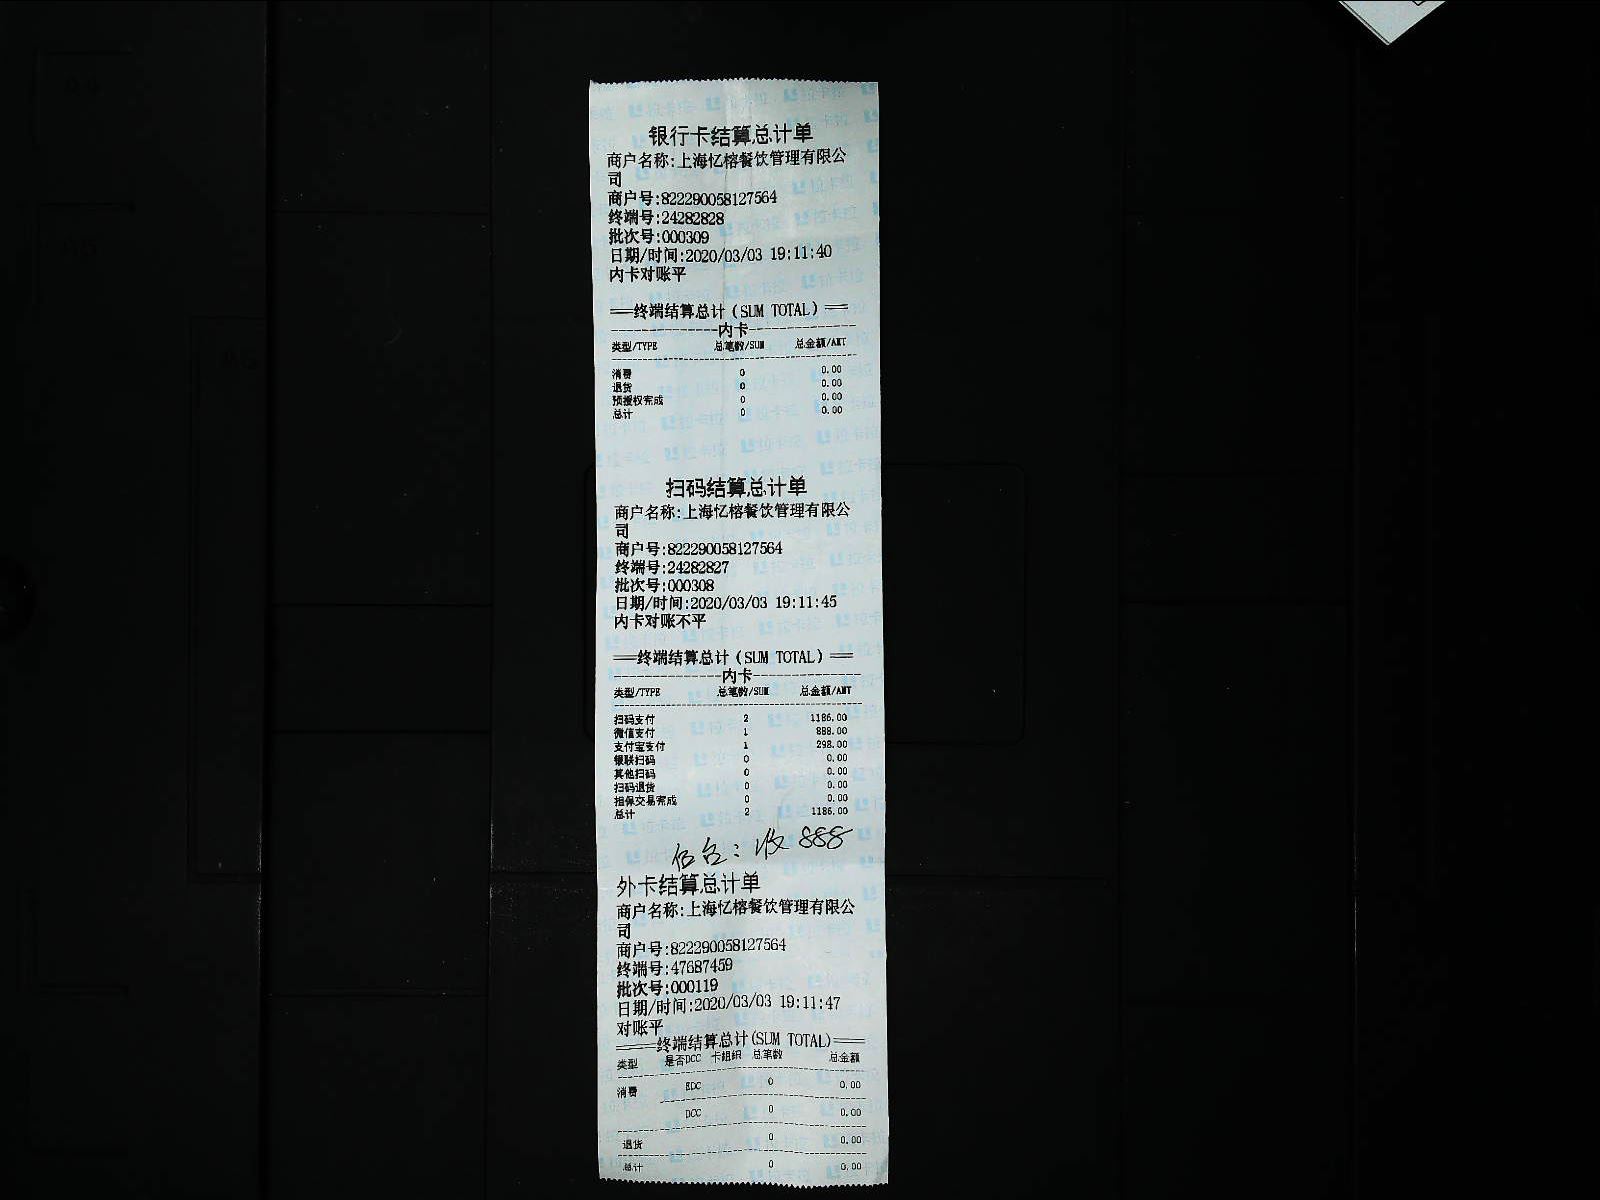 银行卡结算总计单
商户名称:上海忆榕餐饮管理有限公
司
商户号:822290058127564
终端号:24282828
批次号:000309
日期/时间:2020/03/03 19:11:40
内卡对账平
══终端结算总计(SUM TOTAL)══
内卡
类型/TYPE 总笔数/SUM 总金额/AMT
消费 0 0.00
退货 0 0.00
预授权完成 0 0.00
总计 0 0.00
扫码结算总计单
商户名称:上海忆榕餐饮管理有限公
司
商户号:822290058127564
终端号:24282827
批次号:000308
日期/时间:2020/03/03 19:11:45
内卡对账不平
══终端结算总计(SUM TOTAL)══
内卡
类型/TYPE 总笔数/SUM 总金额/AMT
扫码支付 2 1186.00
微信支付 1 888.00
支付宝支付 1 298.00
银联扫码 0 0.00
其他扫码 0 0.00
扫码退货 0 0.00
担保交易完成 0 0.00
总计 2 1186.00
: 收 888
外卡结算总计单
商户名称:上海忆榕餐饮管理有限公
司
商户号:822290058127564
终端号:47687459
批次号:000119
日期/时间:2020/03/03 19:11:47
对账平
═══终端结算总计(SUM TOTAL)═══
类型 是否DCC 卡组织 总笔数 总金额
消费 EDC 0 0.00
DCC 0 0.00
退货 0 0.00
总计 0 0.00